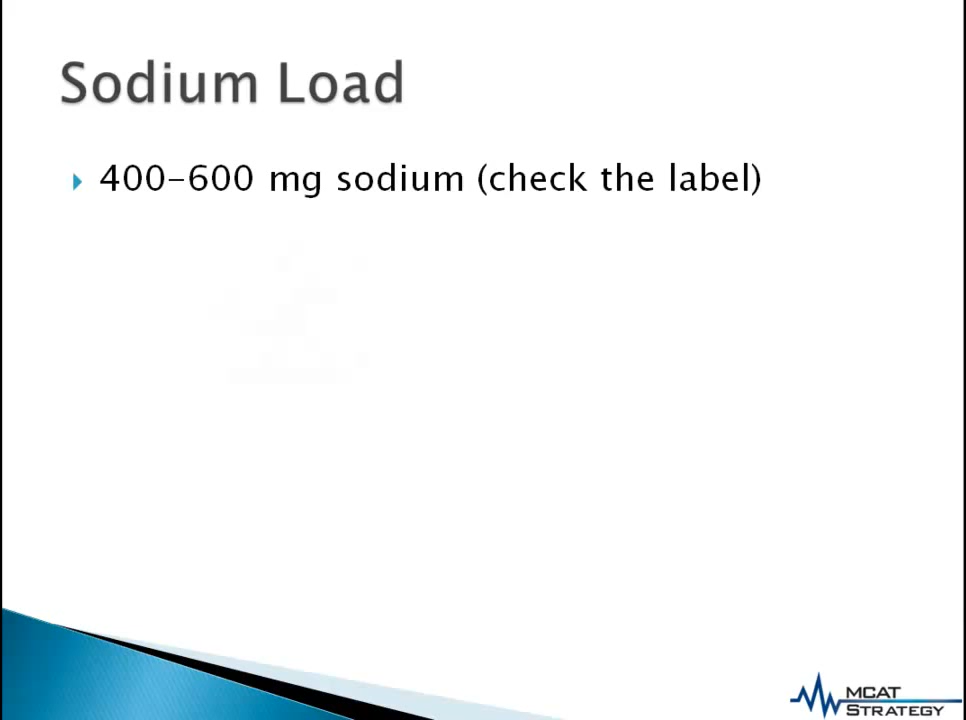 Sodium Load
400–600 mg sodium (check the label)
MCAT
STRATEGY